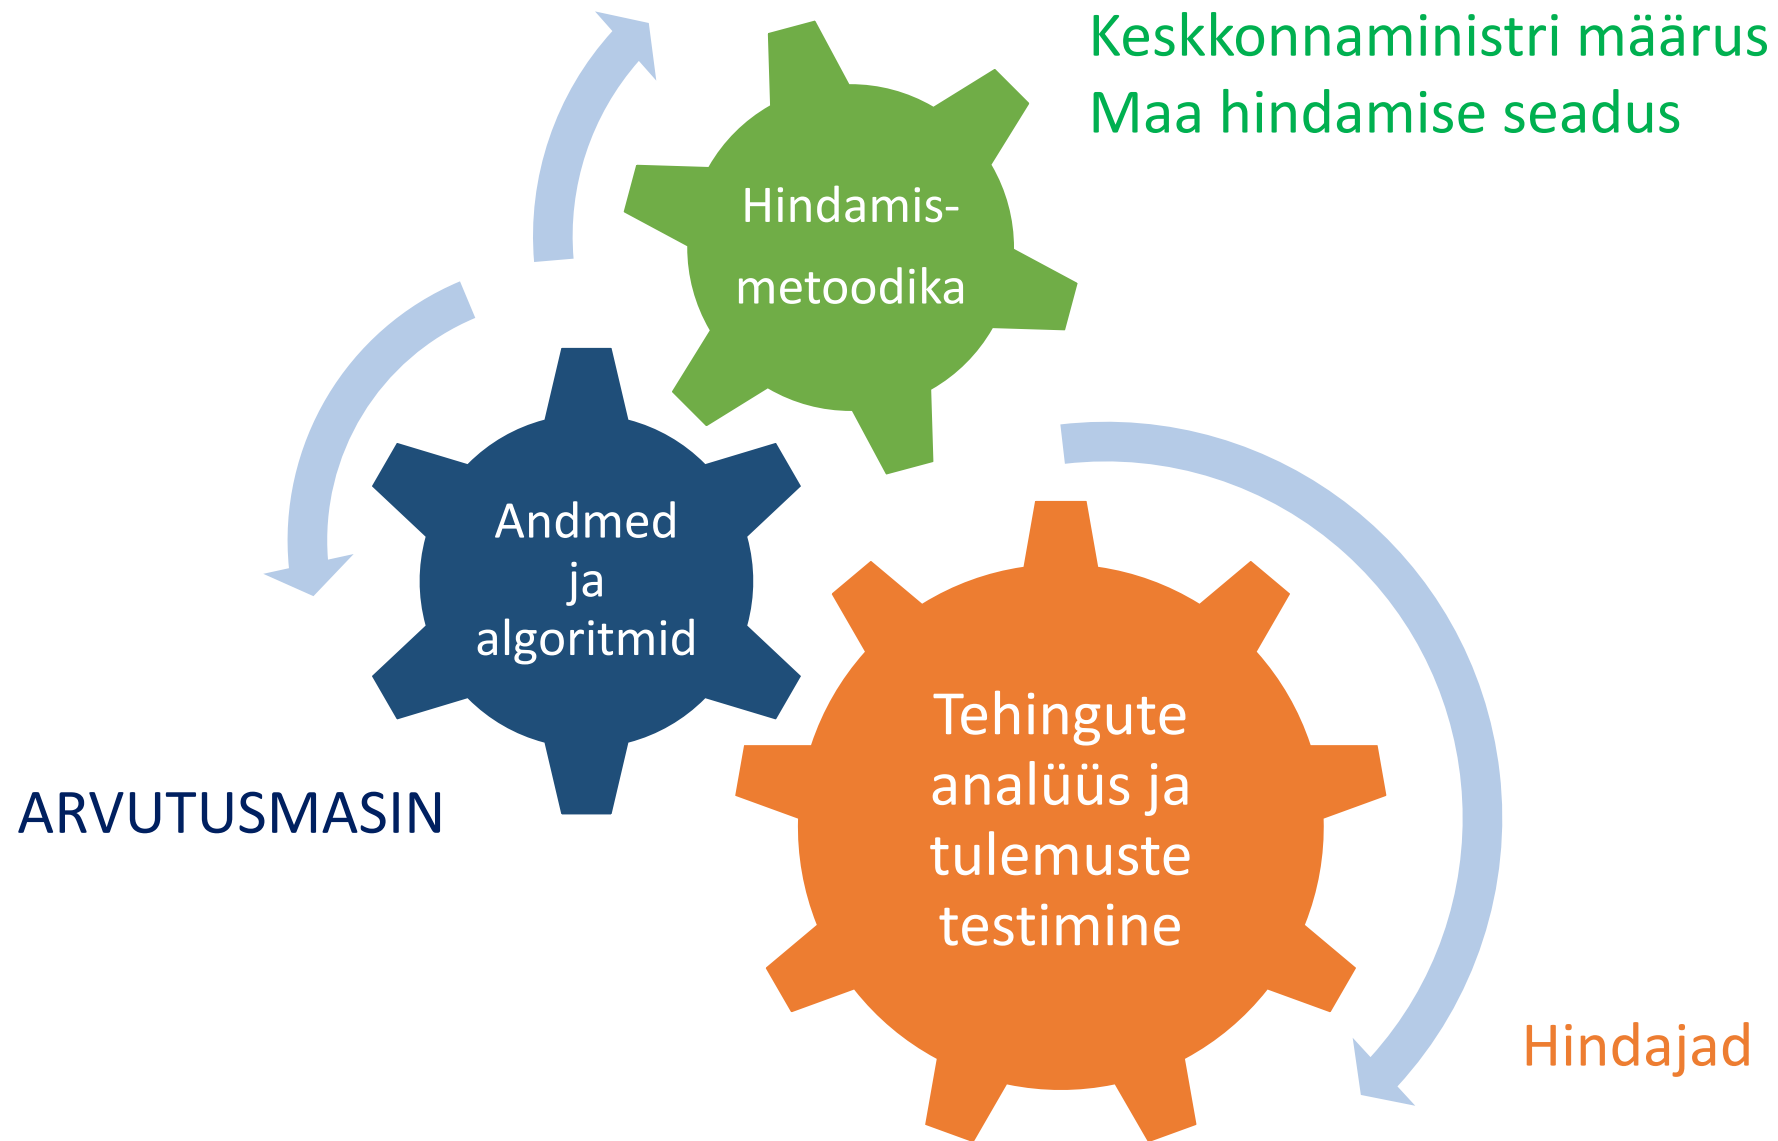 Keskkonnaministri määrus
Maa hindamise seadus
Hindamis-
metoodika
Andmed
ja
algoritmid
ARVUTUSMASIN
Tehingute
analüüs ja
tulemuste
testimine
Hindajad